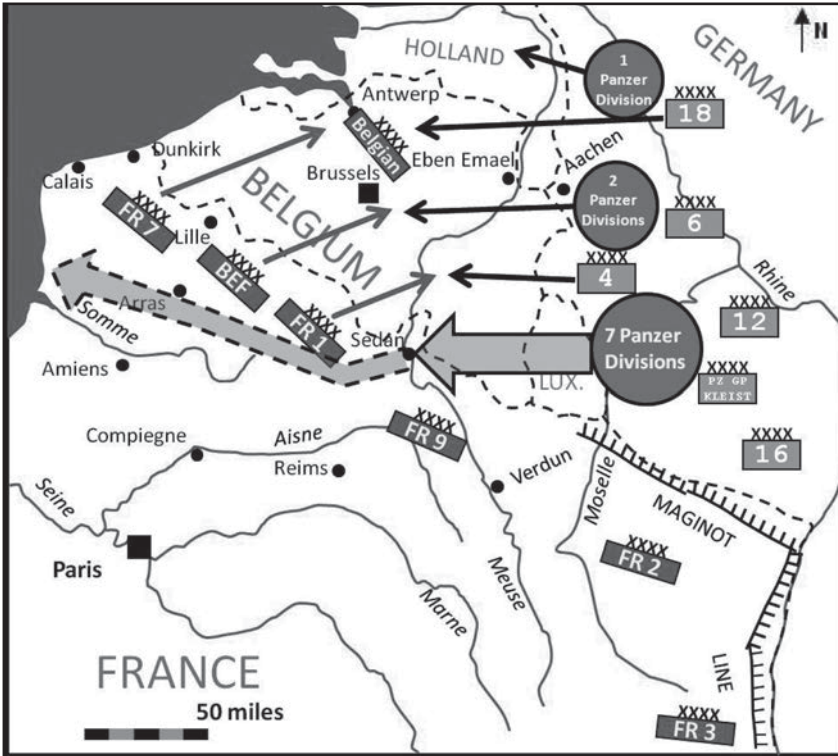 N
HOLLAND
GERMANY
1
Panzer
Division
XXXX
18
Antwerp
XXXX
Belgian
Dunkirk
Calais
Brussels
Eben Emael
Aachen
BELGIUM
2
Panzer
Divisions
XXXX
6
XXXX
FR 7
Lille
XXXX
BEF
XXXX
4
Rhine
Arras
XXXX
FR 1
Somme
Sedan
7 Panzer
Divisions
XXXX
12
LUX.
XXXX
PZ GP
KLEIST
Amiens
XXXX
FR 9
Compiegne
Aisne
Reims
Verdun
Moselle
XXXX
16
MAGINOT
Seine
Paris
Meuse
XXXX
FR 2
Marne
FRANCE
LINE
50 miles
XXXX
FR 3